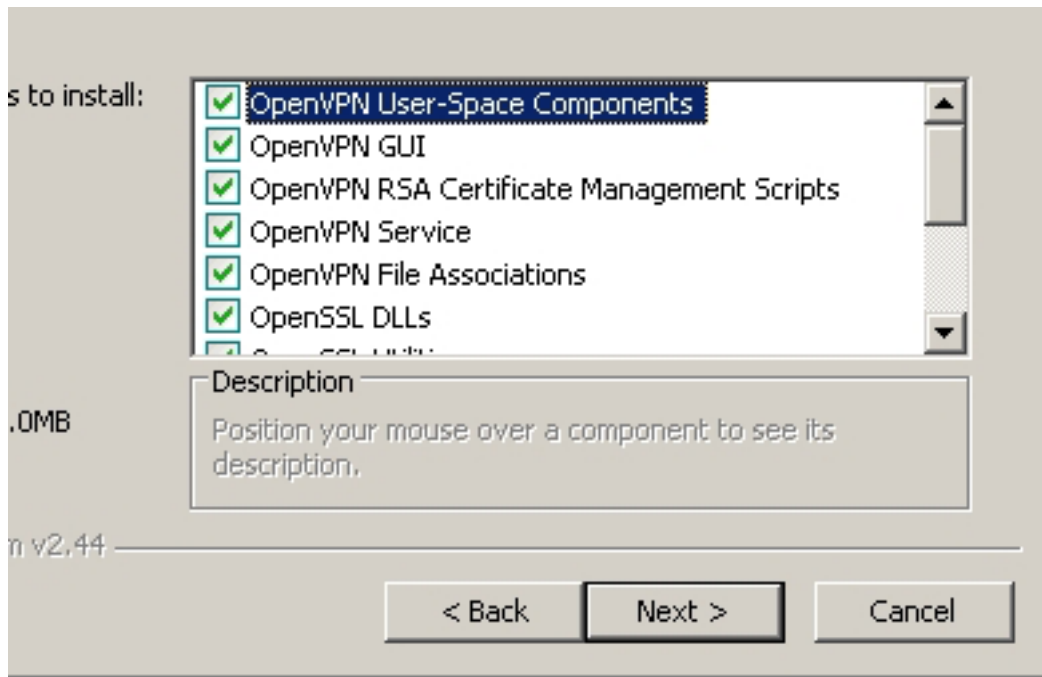 s to install:
OpenVPN User-Space Components
OpenVPN GUI
OpenVPN RSA Certificate Management Scripts
OpenVPN Service
OpenVPN File Associations
OpenSSL DLLs
Description
.0MB
Position your mouse over a component to see its
description.
m v2.44
< Back
Next >
Cancel